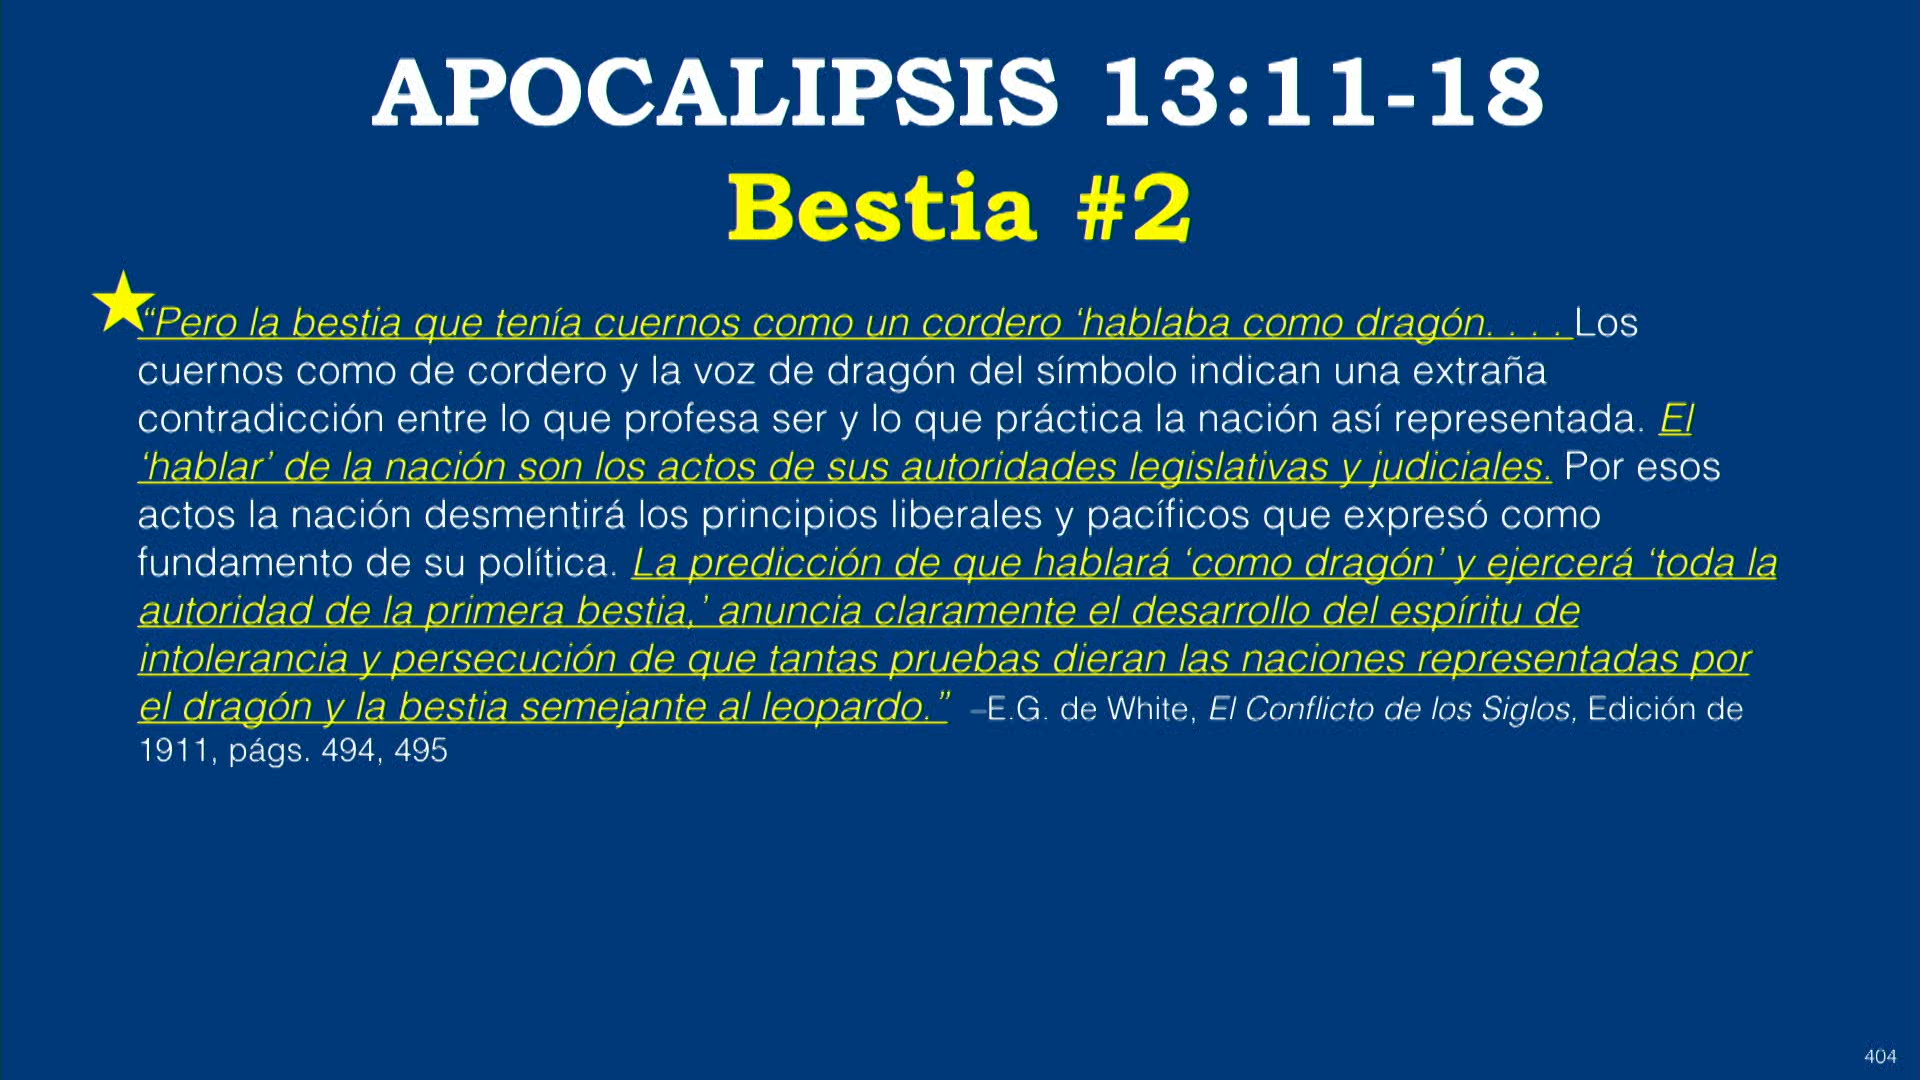 APOCALIPSIS 13:11-18
Bestia #2
“Pero la bestia que tenía cuernos como un cordero ‘hablaba como dragón. . . . Los
cuernos como de cordero y la voz de dragón del símbolo indican una extraña
contradicción entre lo que profesa ser y lo que práctica la nación así representada. El
‘hablar’ de la nación son los actos de sus autoridades legislativas y judiciales. Por esos
actos la nación desmentirá los principios liberales y pacíficos que expresó como
fundamento de su política. La predicción de que hablará ‘como dragón’ y ejercerá ‘toda la
autoridad de la primera bestia,’ anuncia claramente el desarrollo del espíritu de
intolerancia y persecución de que tantas pruebas dieran las naciones representadas por
el dragón y la bestia semejante al leopardo.” –E.G. de White, El Conflicto de los Siglos, Edición de
1911, págs. 494, 495
404